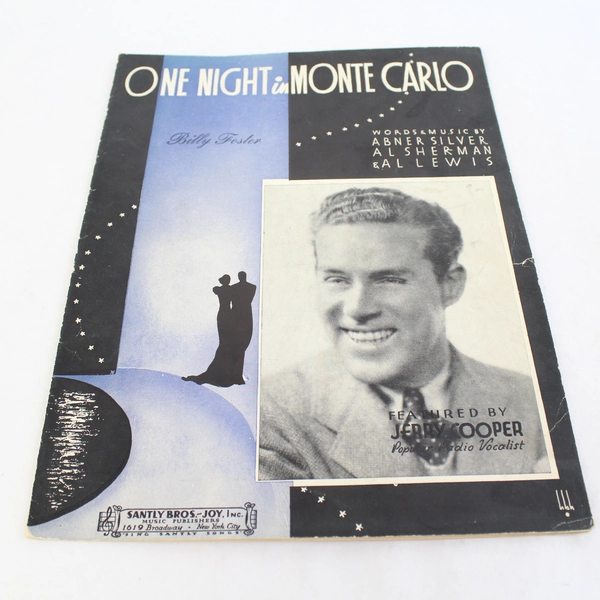 ONE NIGHT in MONTE CARLO
Billy Foster
WORDS & MUSIC BY
ABNER SILVER
AL SHERMAN
& AL LEWIS
FEATURED BY
JERRY COOPER
Popular Radio Vocalist
SANTLY BROS.-JOY, INC.
MUSIC PUBLISHERS
1619 Broadway · New York City
"SING SANTLY SONGS"